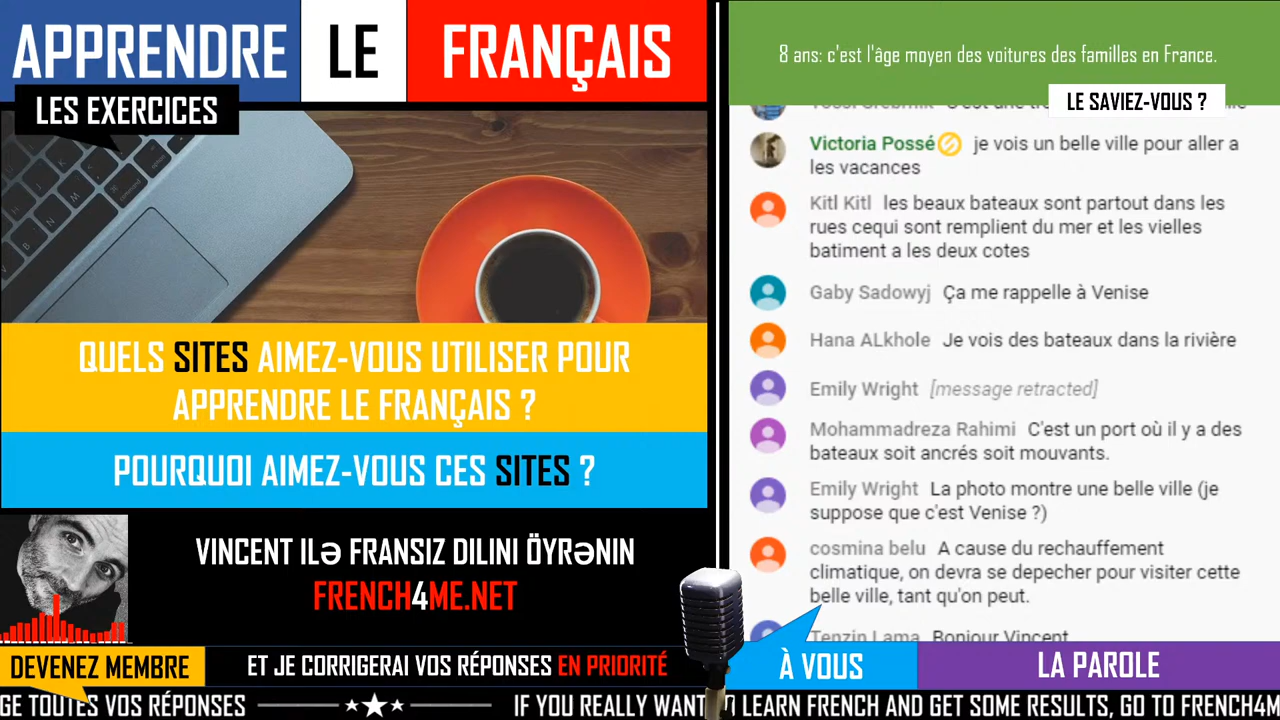 APPRENDRE LE FRANÇAIS
LES EXERCICES
QUELS SITES AIMEZ-VOUS UTILISER POUR
APPRENDRE LE FRANÇAIS ?
POURQUOI AIMEZ-VOUS CES SITES ?
VINCENT ILƏ FRANSIZ DILINI ÖYRƏNIN
FRENCH4ME.NET
DEVENEZ MEMBRE
ET JE CORRIGERAI VOS RÉPONSES EN PRIORITÉ
8 ans: c'est l'âge moyen des voitures des familles en France.
LE SAVIEZ-VOUS ?
Victoria Possé je vois un belle ville pour aller a
les vacances
Kitl Kitl les beaux bateaux sont partout dans les
rues cequi sont remplient du mer et les vielles
batiment a les deux cotes
Gaby Sadowyj Ça me rappelle à Venise
Hana ALkhole Je vois des bateaux dans la rivière
Emily Wright [message retracted]
Mohammadreza Rahimi C'est un port où il y a des
bateaux soit ancrés soit mouvants.
Emily Wright La photo montre une belle ville (je
suppose que c'est Venise ?)
cosmina belu A cause du rechauffement
climatique, on devra se depecher pour visiter cette
belle ville, tant qu'on peut.
Tenzin Lama Bonjour Vincent
À VOUS
LA PAROLE
GE TOUTES VOS RÉPONSES IF YOU REALLY WANT LEARN FRENCH AND GET SOME RESULTS, GO TO FRENCH4M